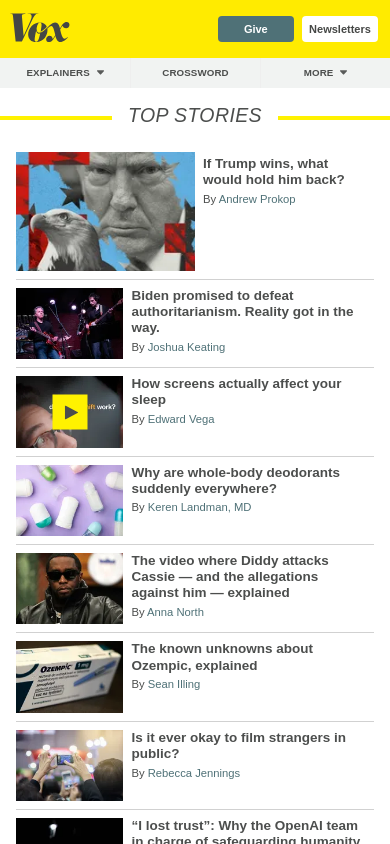 Vox
Give
Newsletters
EXPLAINERS
CROSSWORD
MORE
TOP STORIES
If Trump wins, what
would hold him back?
By Andrew Prokop
Biden promised to defeat
authoritarianism. Reality got in the
way.
By Joshua Keating
How screens actually affect your
sleep
By Edward Vega
work?
Why are whole-body deodorants
suddenly everywhere?
By Keren Landman, MD
The video where Diddy attacks
Cassie — and the allegations
against him — explained
By Anna North
The known unknowns about
Ozempic, explained
By Sean Illing
OZEMPIC
Is it ever okay to film strangers in
public?
By Rebecca Jennings
“I lost trust”: Why the OpenAI team
in charge of safeguarding humanity